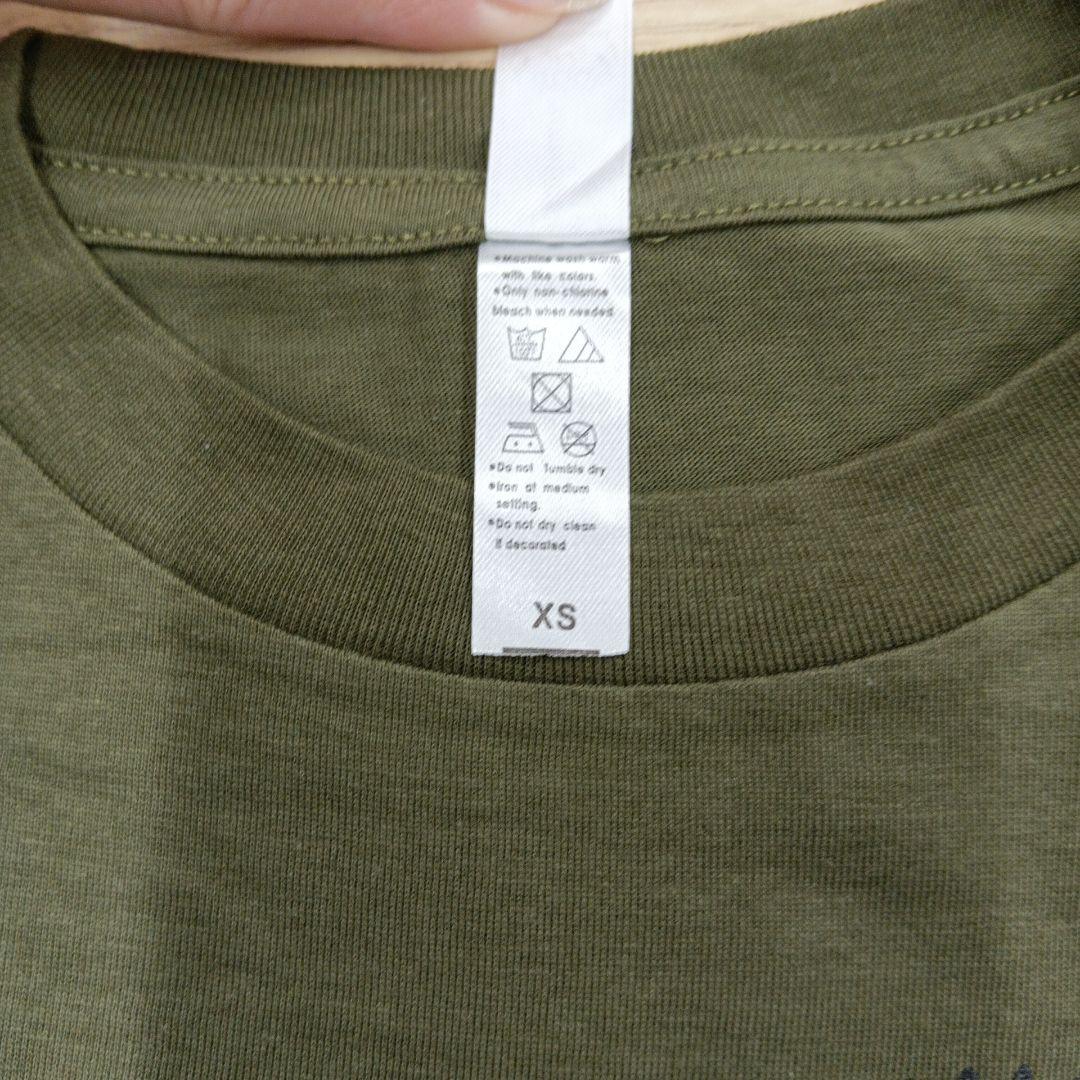 •Machine wash warm
with like colors.
•Only non-chlorine
bleach when needed
•Do not Tumble dry
•Iron at medium
setting.
•Do not dry clean
if decorated
XS